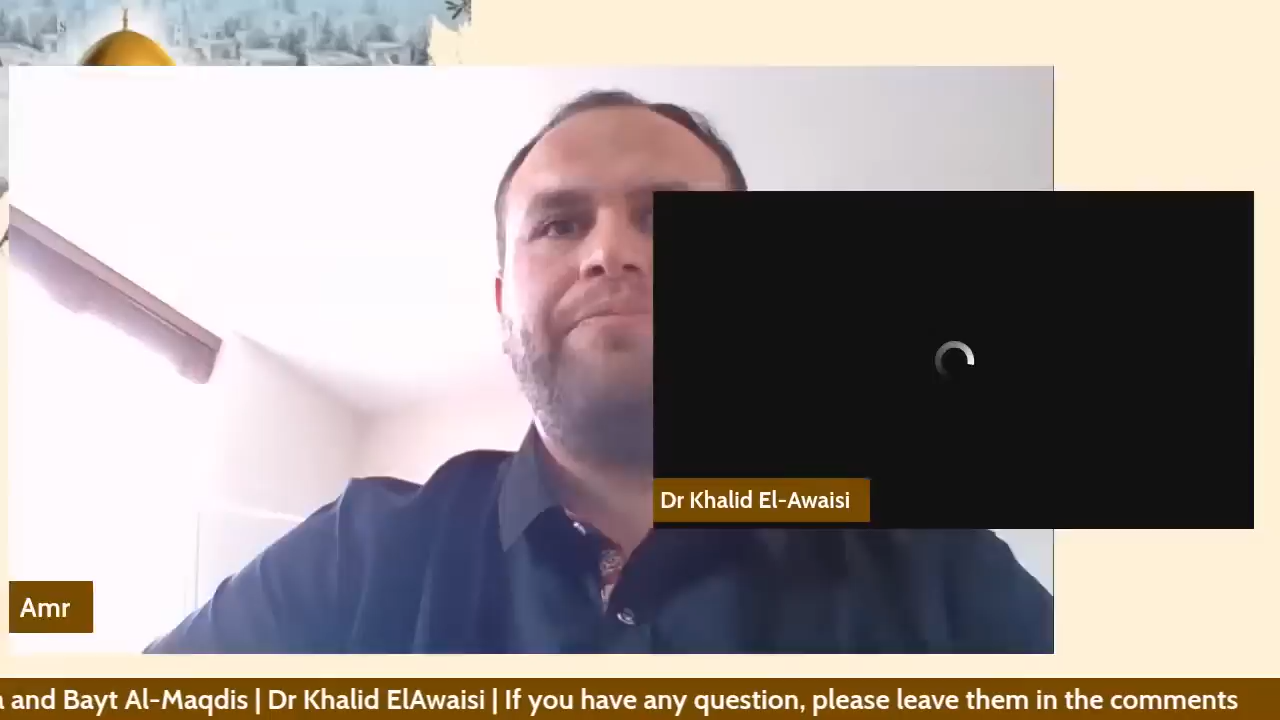 Dr Khalid El-Awaisi
Amr
and Bayt Al-Maqdis | Dr Khalid ElAwaisi | If you have any question, please leave them in the comments